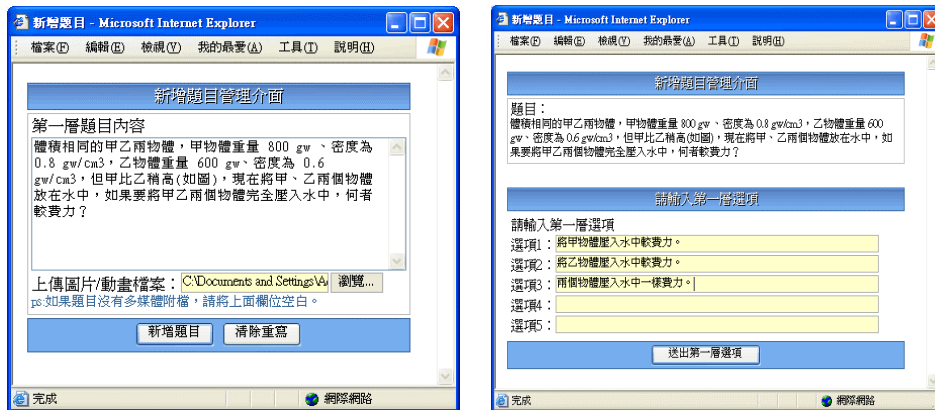 新增題目 - Microsoft Internet Explorer
檔案(F) 編輯(E) 檢視(V) 我的最愛(A) 工具(T) 說明(H)
新增題目管理介面
第一層題目內容
體積相同的甲乙兩物體，甲物體重量 800 gw 、密度為
0.8 gw/cm3，乙物體重量 600 gw、密度為 0.6
gw/cm3，但甲比乙稍高(如圖)，現在將甲、乙兩個物體
放在水中，如果要將甲乙兩個物體完全壓入水中，何者
較費力？
上傳圖片/動畫檔案：C:\Documents and Settings\A 瀏覽...
ps:如果題目沒有多媒體附檔，請將上面欄位空白。
新增題目 清除重寫
完成 網際網路
新增題目 - Microsoft Internet Explorer
檔案(F) 編輯(E) 檢視(V) 我的最愛(A) 工具(T) 說明(H)
新增題目管理介面
題目：
體積相同的甲乙兩物體，甲物體重量 800 gw 、密度為 0.8 gw/cm3，乙物體重量 600
gw、密度為 0.6 gw/cm3，但甲比乙稍高(如圖)，現在將甲、乙兩個物體放在水中，如
果要將甲乙兩個物體完全壓入水中，何者較費力？
請輸入第一層選項
請輸入第一層選項
選項1：將甲物體壓入水中較費力。
選項2：將乙物體壓入水中較費力。
選項3：兩個物體壓入水中一樣費力。
選項4：
選項5：
送出第一層選項
完成 網際網路